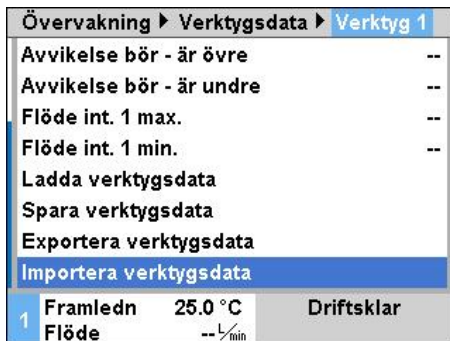 Övervakning ▶ Verktygsdata ▶ Verktyg 1
Avvikelse bör - är övre --
Avvikelse bör - är undre --
Flöde int. 1 max. --
Flöde int. 1 min. --
Ladda verktygsdata
Spara verktygsdata
Exportera verktygsdata
Importera verktygsdata
1 Framledn 25.0 °C Driftsklar
Flöde -- L/min